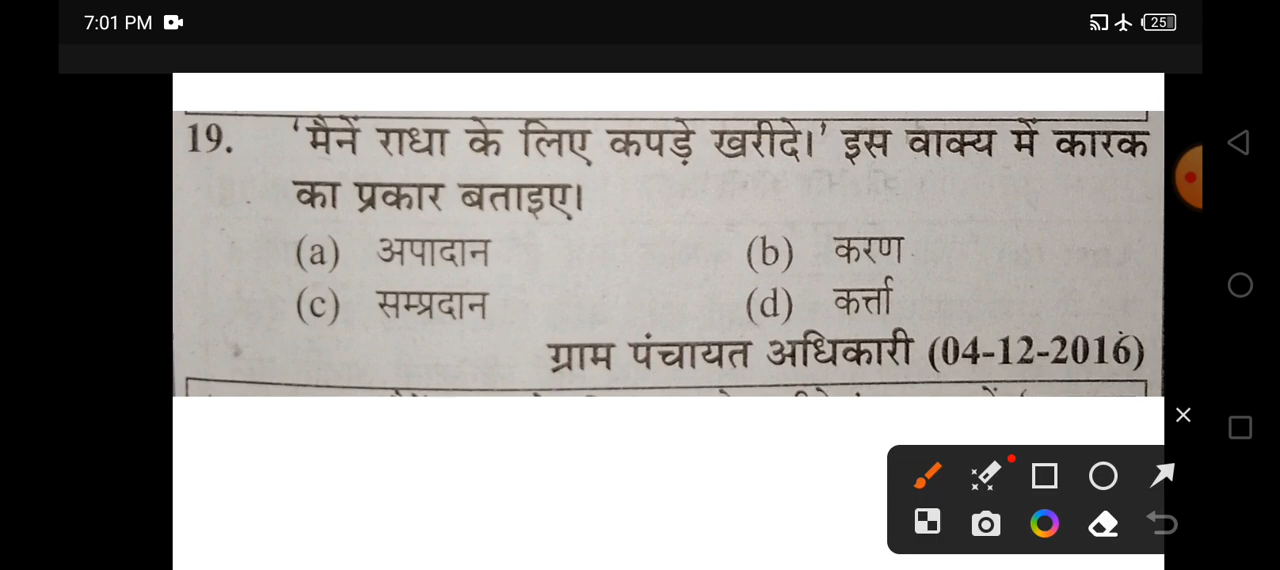 7:01 PM
25
19. 'मैनें राधा के लिए कपड़े खरीदे।' इस वाक्य में कारक
का प्रकार बताइए।
(a) अपादान (b) करण
(c) सम्प्रदान (d) कर्त्ता
ग्राम पंचायत अधिकारी (04-12-2016)